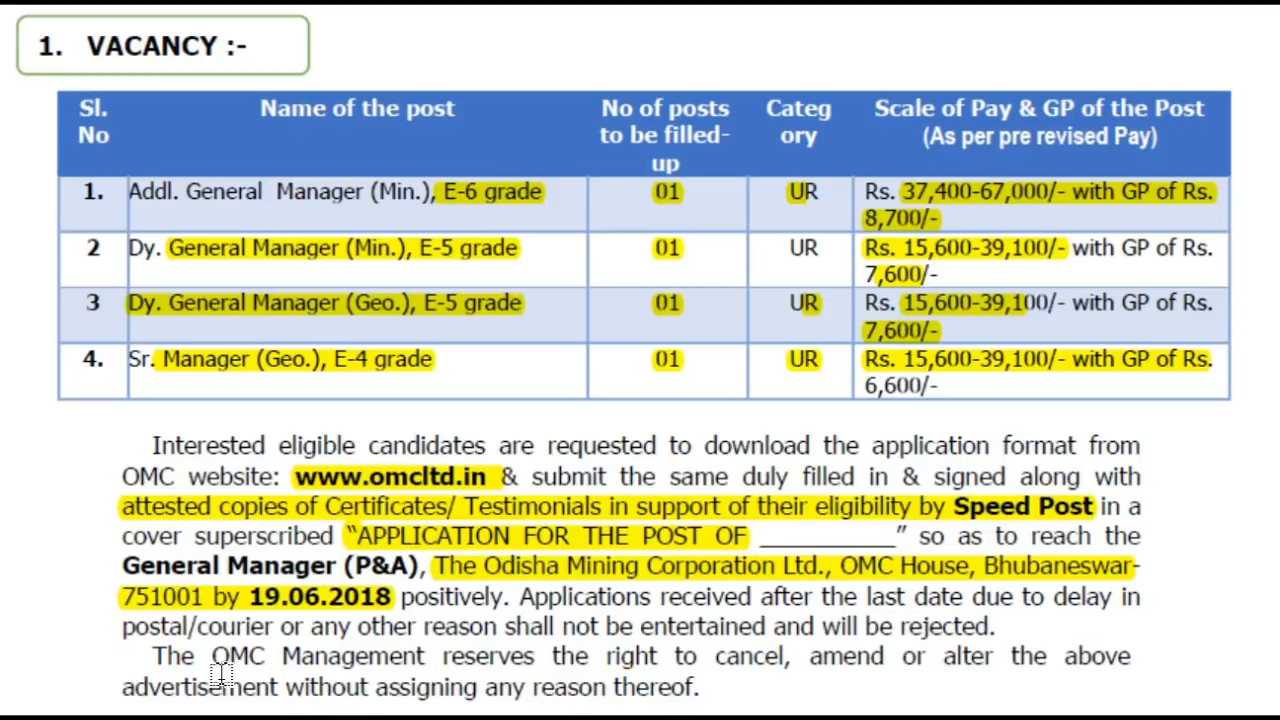 1. VACANCY :-
Sl. No Name of the post No of posts to be filled-up Category Scale of Pay & GP of the Post (As per pre revised Pay)
1. Addl. General Manager (Min.), E-6 grade 01 UR Rs. 37,400-67,000/- with GP of Rs. 8,700/-
2 Dy. General Manager (Min.), E-5 grade 01 UR Rs. 15,600-39,100/- with GP of Rs. 7,600/-
3 Dy. General Manager (Geo.), E-5 grade 01 UR Rs. 15,600-39,100/- with GP of Rs. 7,600/-
4. Sr. Manager (Geo.), E-4 grade 01 UR Rs. 15,600-39,100/- with GP of Rs. 6,600/-
Interested eligible candidates are requested to download the application format from
OMC website: www.omcltd.in & submit the same duly filled in & signed along with
attested copies of Certificates/ Testimonials in support of their eligibility by Speed Post in a
cover superscribed “APPLICATION FOR THE POST OF __________” so as to reach the
General Manager (P&A), The Odisha Mining Corporation Ltd., OMC House, Bhubaneswar-
751001 by 19.06.2018 positively. Applications received after the last date due to delay in
postal/courier or any other reason shall not be entertained and will be rejected.
The OMC Management reserves the right to cancel, amend or alter the above
advertisement without assigning any reason thereof.